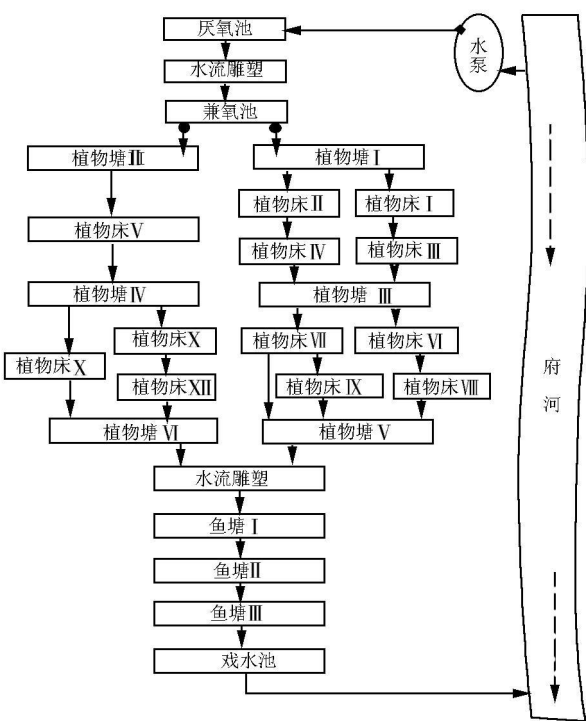 厌氧池
水泵
水流雕塑
兼氧池
植物塘Ⅲ
植物塘Ⅰ
植物床Ⅱ
植物床Ⅰ
植物床Ⅴ
植物床Ⅳ
植物床Ⅲ
植物塘Ⅳ
植物塘 Ⅲ
植物床Ⅹ
植物床Ⅶ
植物床Ⅵ
植物床Ⅹ
府河
植物床Ⅻ
植物床Ⅸ
植物床Ⅷ
植物塘Ⅵ
植物塘Ⅴ
水流雕塑
鱼塘Ⅰ
鱼塘Ⅱ
鱼塘Ⅲ
戏水池